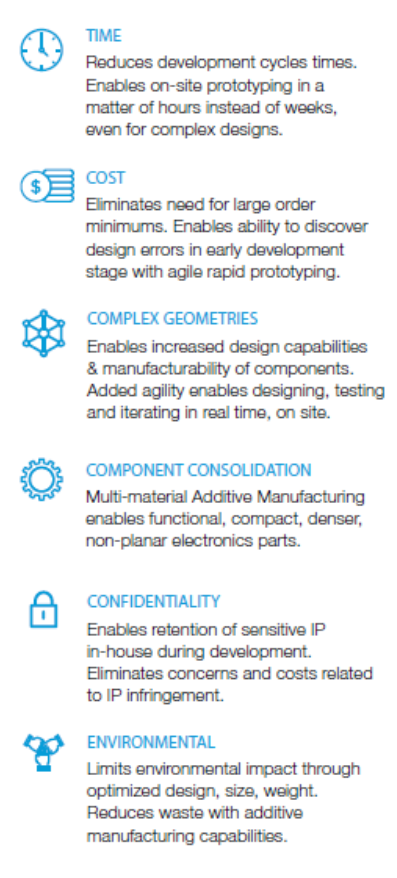 TIME
Reduces development cycles times.
Enables on-site prototyping in a
matter of hours instead of weeks,
even for complex designs.
$
COST
Eliminates need for large order
minimums. Enables ability to discover
design errors in early development
stage with agile rapid prototyping.
COMPLEX GEOMETRIES
Enables increased design capabilities
& manufacturability of components.
Added agility enables designing, testing
and iterating in real time, on site.
COMPONENT CONSOLIDATION
Multi-material Additive Manufacturing
enables functional, compact, denser,
non-planar electronics parts.
CONFIDENTIALITY
Enables retention of sensitive IP
in-house during development.
Eliminates concerns and costs related
to IP infringement.
ENVIRONMENTAL
Limits environmental impact through
optimized design, size, weight.
Reduces waste with additive
manufacturing capabilities.